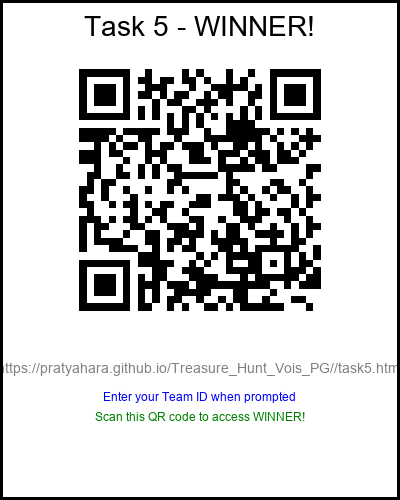 Task 5 - WINNER!
https://pratyahara.github.io/Treasure_Hunt_Vois_PG//task5.htm
Enter your Team ID when prompted
Scan this QR code to access WINNER!